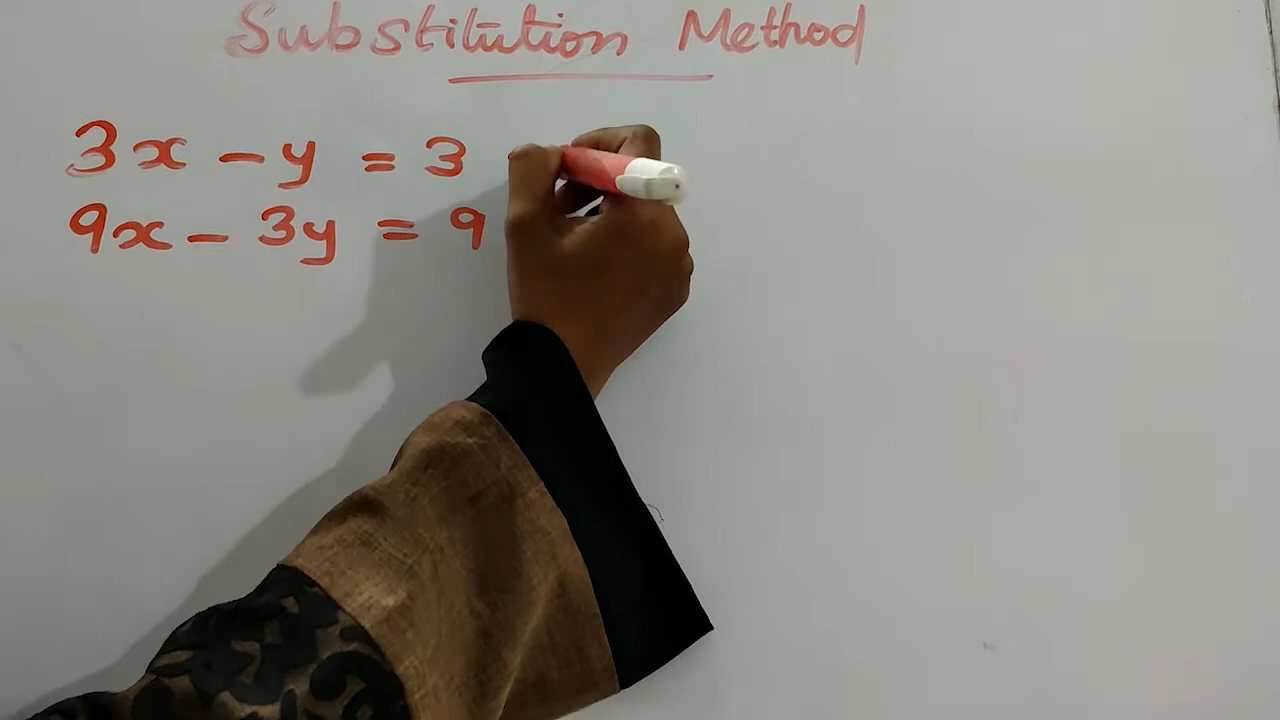 Substitution Method
3x - y = 3
9x - 3y = 9